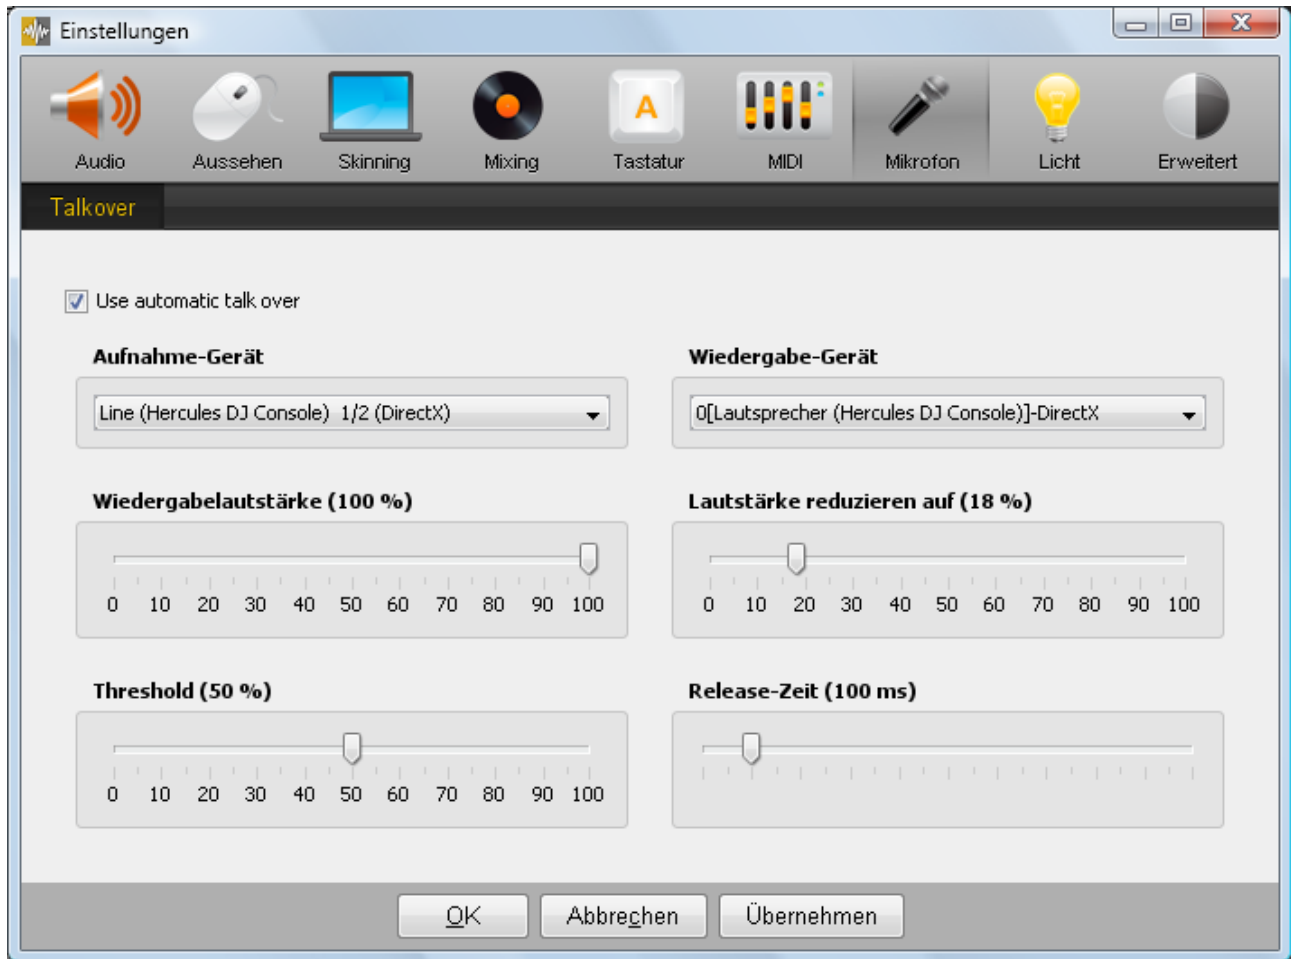 Einstellungen
Audio Aussehen Skinning Mixing Tastatur A MIDI Mikrofon Licht Erweitert
Talkover
Use automatic talk over
Aufnahme-Gerät Wiedergabe-Gerät
Line (Hercules DJ Console) 1/2 (DirectX) 0[Lautsprecher (Hercules DJ Console)]-DirectX
Wiedergabelautstärke (100 %) Lautstärke reduzieren auf (18 %)
0 10 20 30 40 50 60 70 80 90 100 0 10 20 30 40 50 60 70 80 90 100
Threshold (50 %) Release-Zeit (100 ms)
0 10 20 30 40 50 60 70 80 90 100
OK Abbrechen Übernehmen